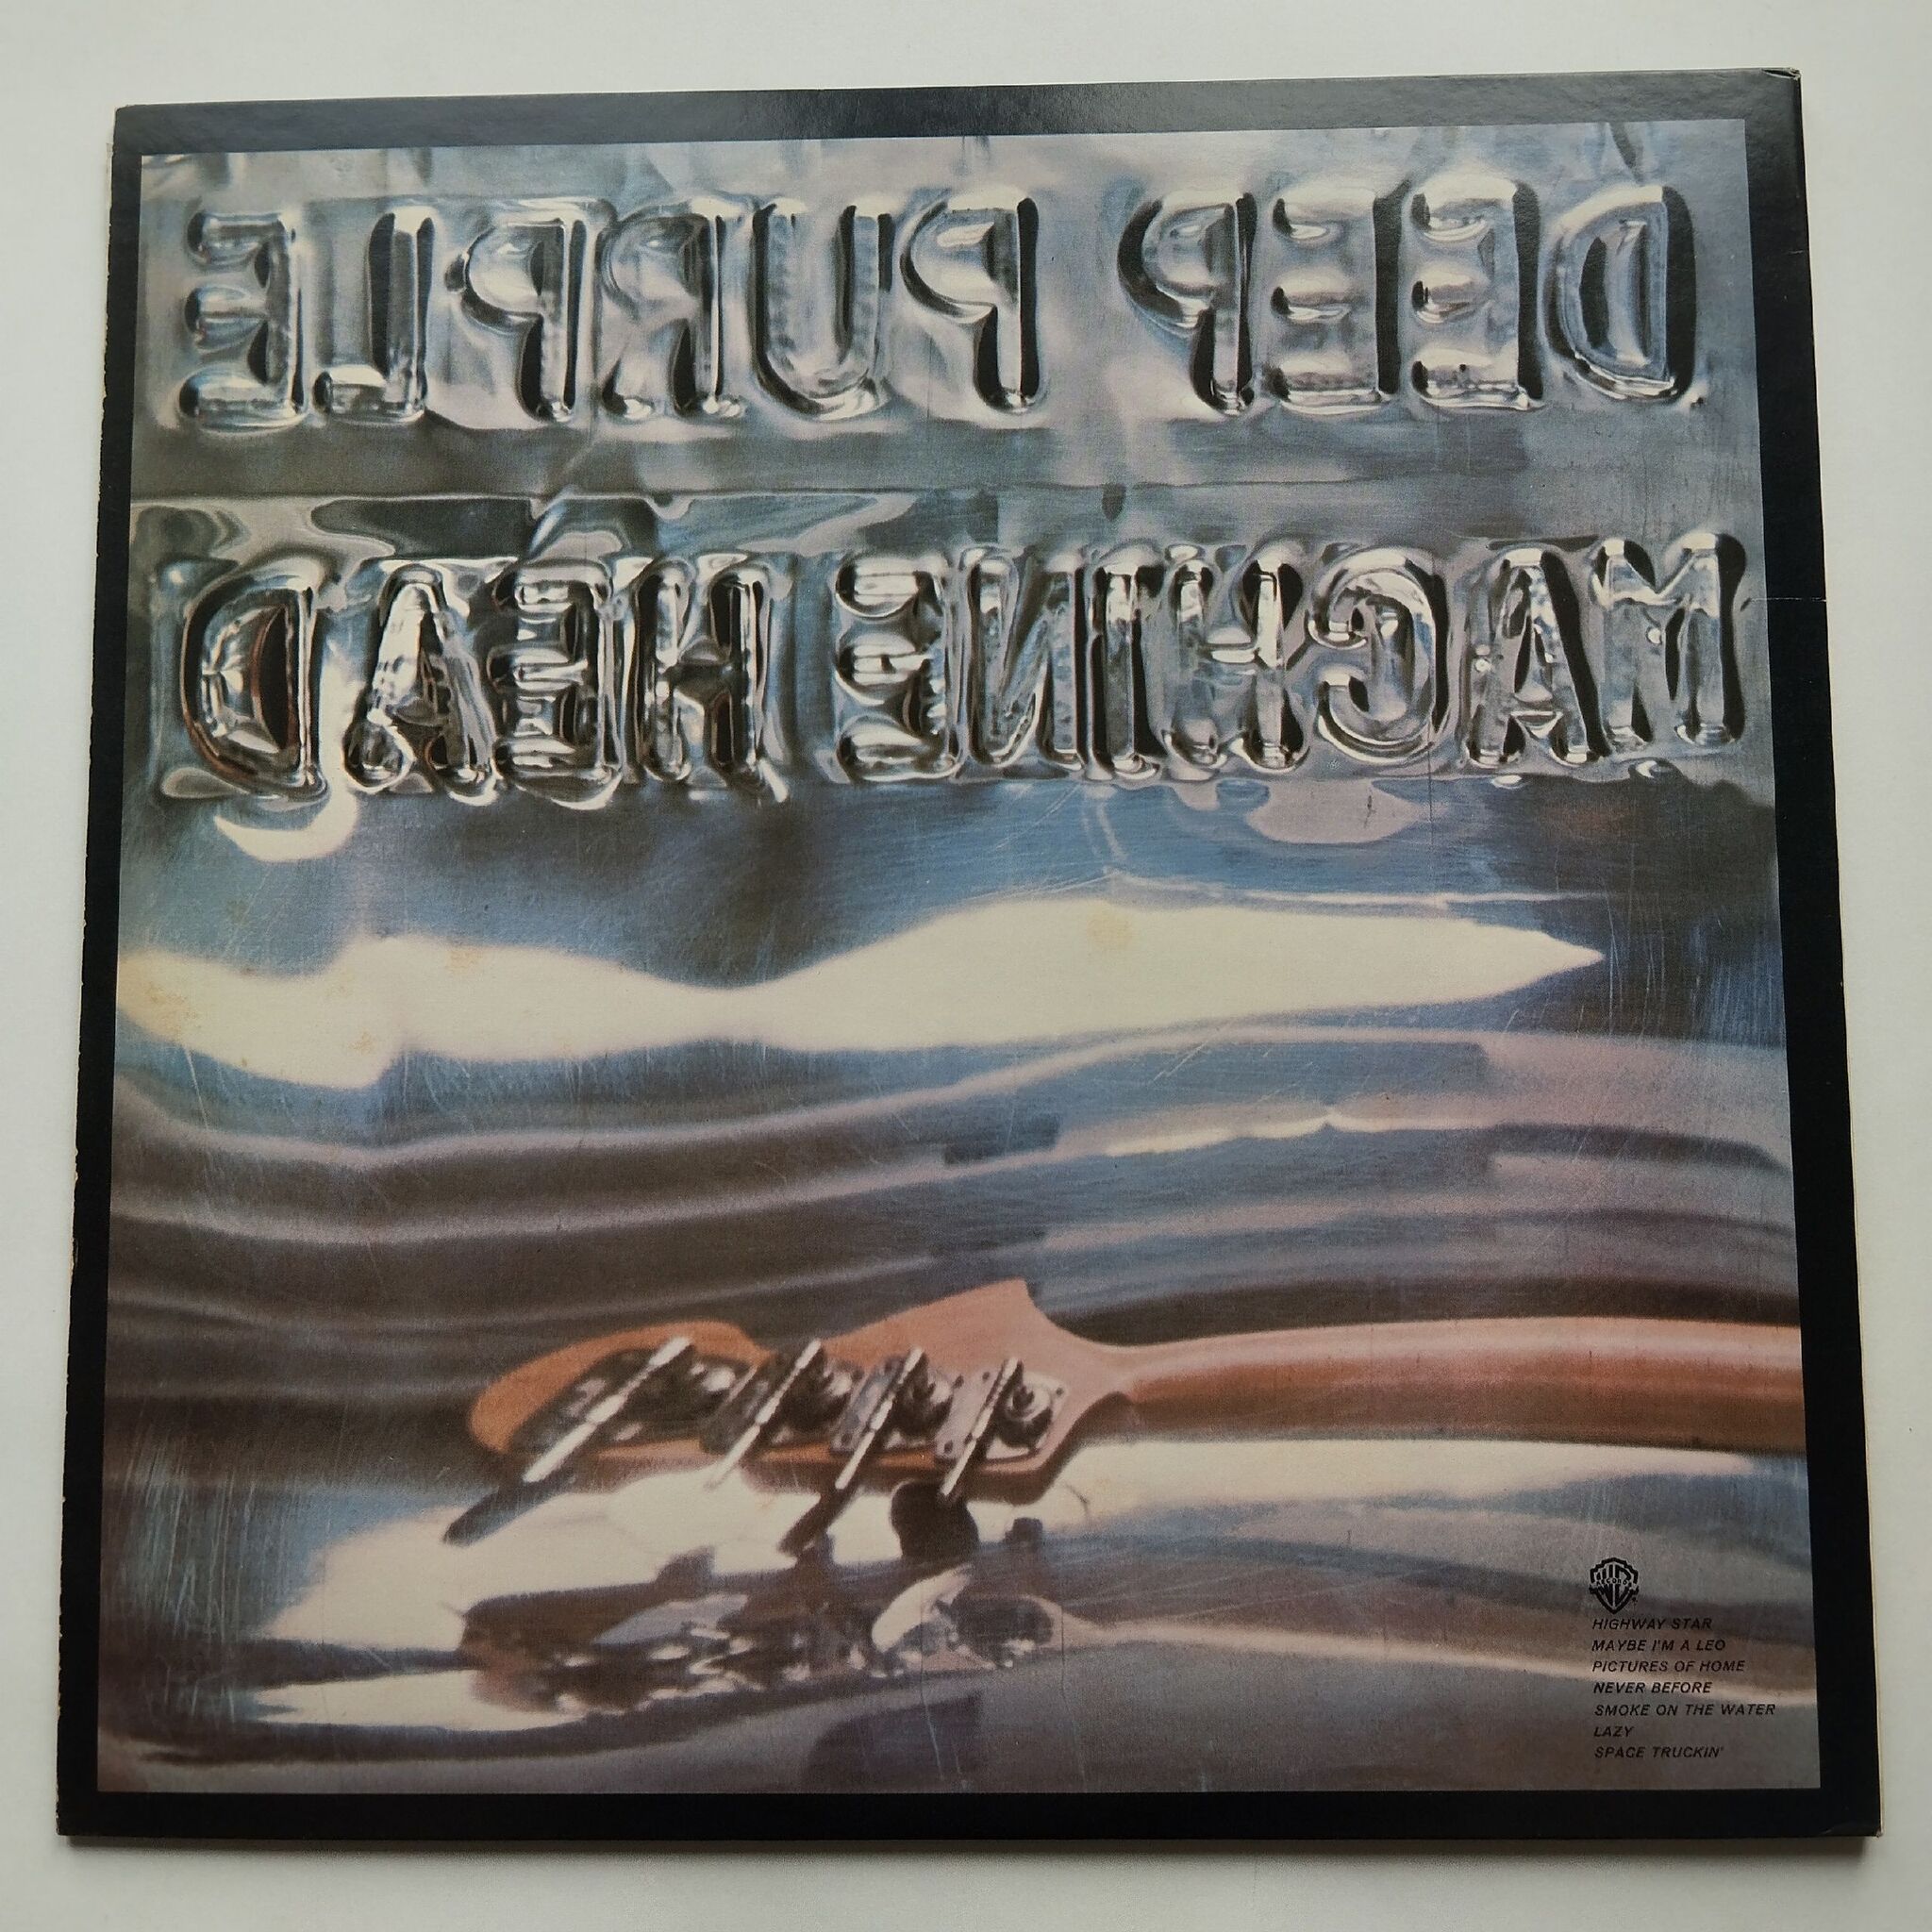 DEEP PURPLE
MACHINE HEAD
RECORDS
HIGHWAY STAR
MAYBE I'M A LEO
PICTURES OF HOME
NEVER BEFORE
SMOKE ON THE WATER
LAZY
SPACE TRUCKIN'